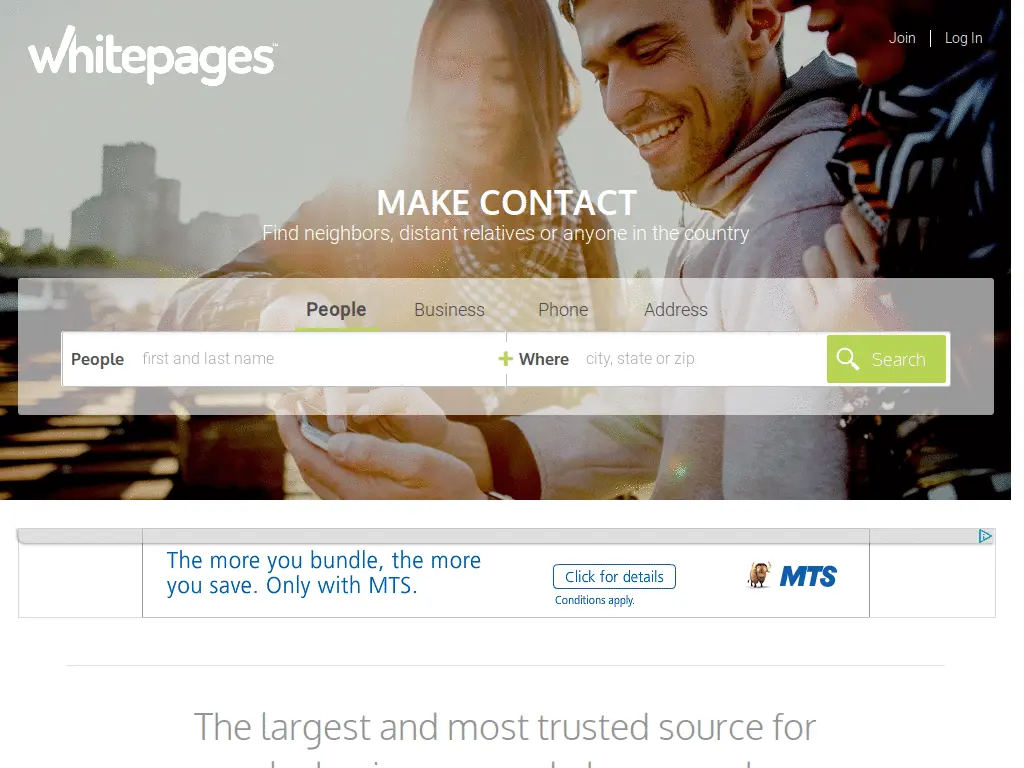 whitepages™
Join | Log In
MAKE CONTACT
Find neighbors, distant relatives or anyone in the country
People Business Phone Address
People first and last name + Where city, state or zip Search
The more you bundle, the more
you save. Only with MTS.
Click for details
Conditions apply.
MTS
The largest and most trusted source for